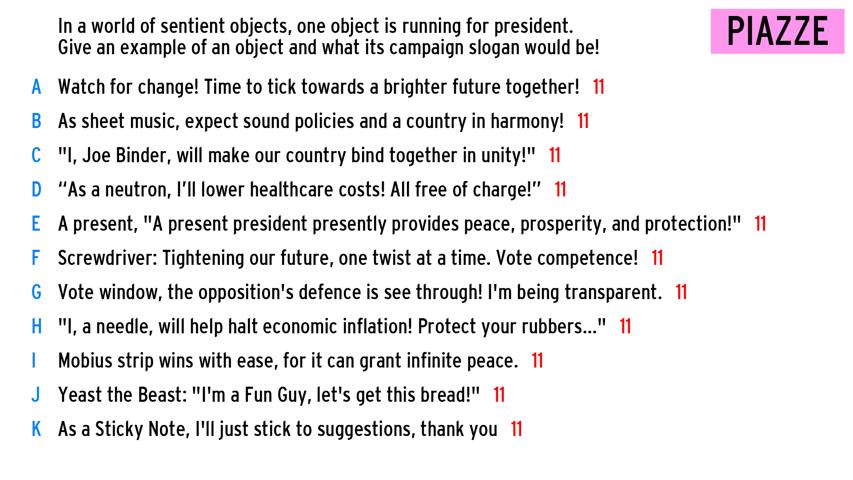 In a world of sentient objects, one object is running for president.
Give an example of an object and what its campaign slogan would be!
PIAZZE
A Watch for change! Time to tick towards a brighter future together! 11
B As sheet music, expect sound policies and a country in harmony! 11
C "I, Joe Binder, will make our country bind together in unity!" 11
D “As a neutron, I’ll lower healthcare costs! All free of charge!” 11
E A present, "A present president presently provides peace, prosperity, and protection!" 11
F Screwdriver: Tightening our future, one twist at a time. Vote competence! 11
G Vote window, the opposition's defence is see through! I'm being transparent. 11
H "I, a needle, will help halt economic inflation! Protect your rubbers..." 11
I Mobius strip wins with ease, for it can grant infinite peace. 11
J Yeast the Beast: "I'm a Fun Guy, let's get this bread!" 11
K As a Sticky Note, I'll just stick to suggestions, thank you 11